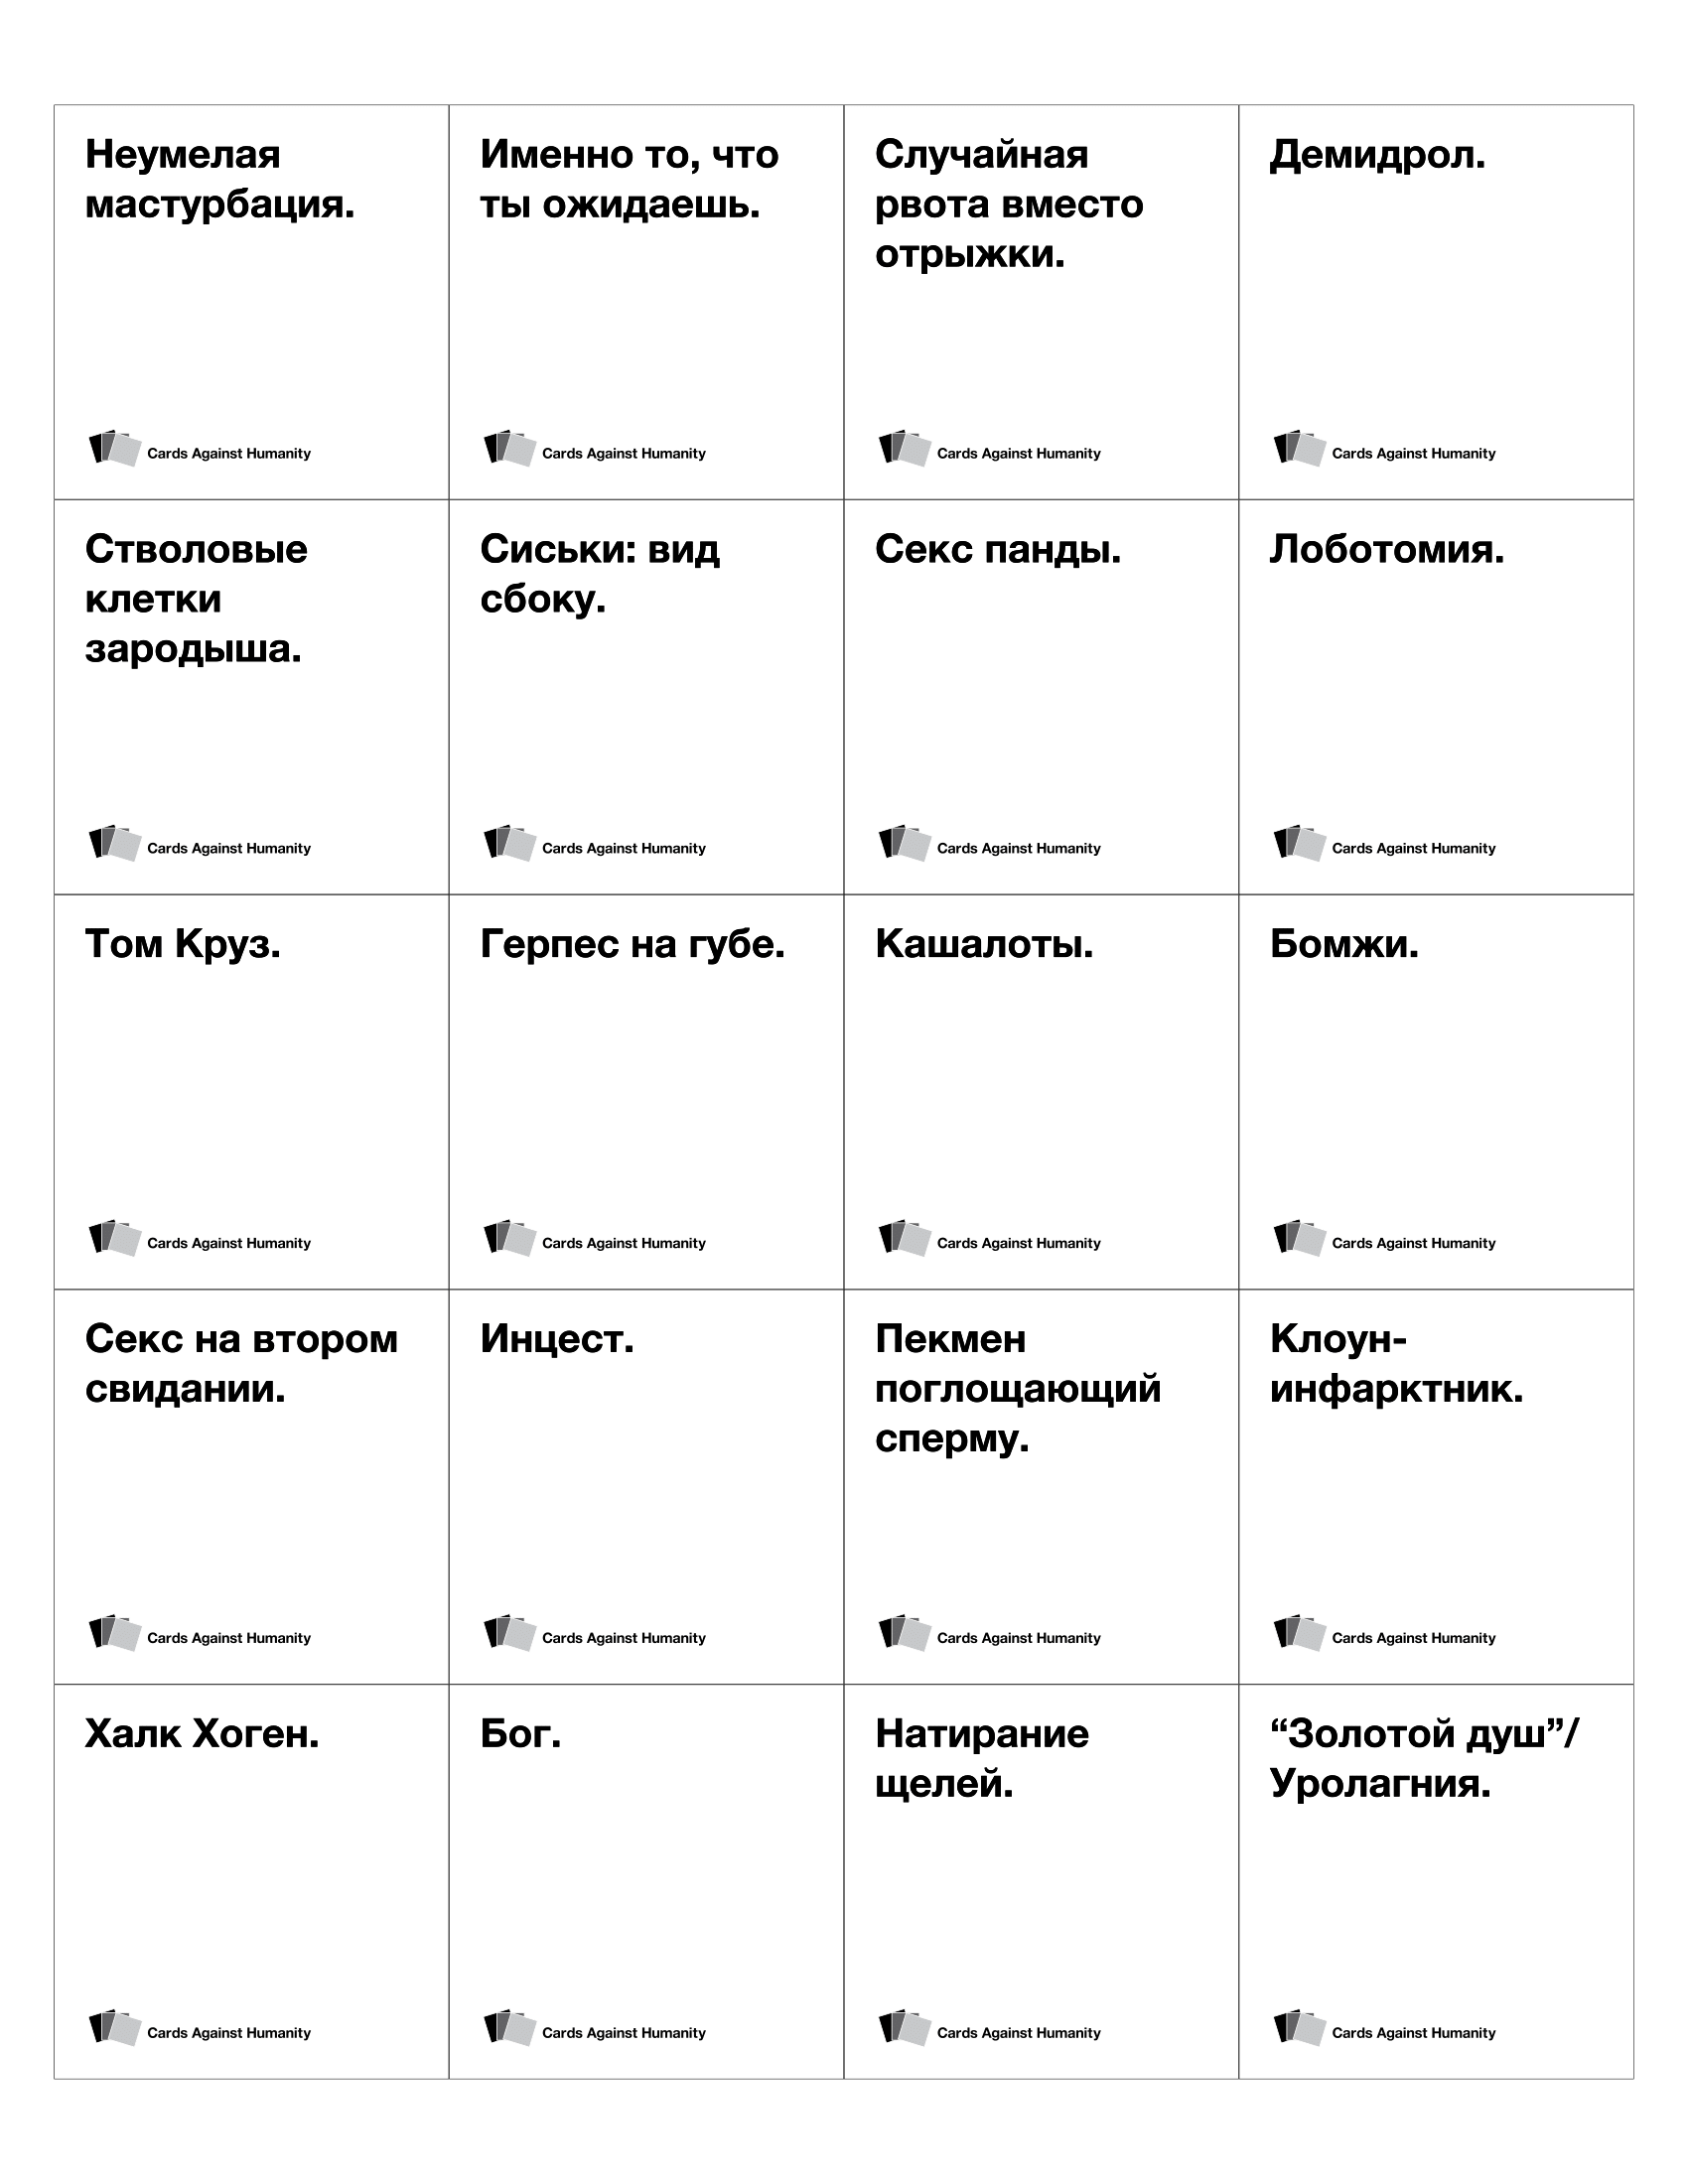 Неумелая
мастурбация.
Cards Against Humanity
Именно то, что
ты ожидаешь.
Cards Against Humanity
Случайная
рвота вместо
отрыжки.
Cards Against Humanity
Демидрол.
Cards Against Humanity
Стволовые
клетки
зародыша.
Cards Against Humanity
Сиськи: вид
сбоку.
Cards Against Humanity
Секс панды.
Cards Against Humanity
Лоботомия.
Cards Against Humanity
Том Круз.
Cards Against Humanity
Герпес на губе.
Cards Against Humanity
Кашалоты.
Cards Against Humanity
Бомжи.
Cards Against Humanity
Секс на втором
свидании.
Cards Against Humanity
Инцест.
Cards Against Humanity
Пекмен
поглощающий
сперму.
Cards Against Humanity
Клоун-
инфарктник.
Cards Against Humanity
Халк Хоген.
Cards Against Humanity
Бог.
Cards Against Humanity
Натирание
щелей.
Cards Against Humanity
“Золотой душ”/
Уролагния.
Cards Against Humanity